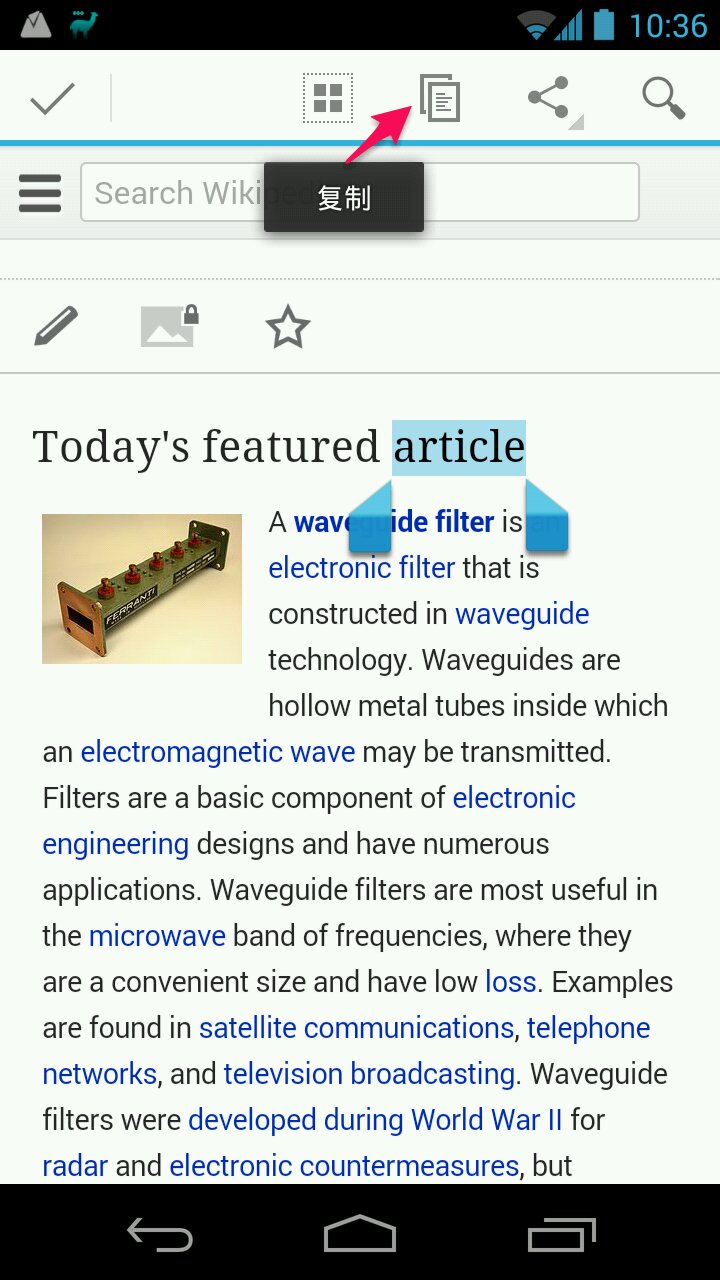 10:36
Search Wikiped
复制
Today's featured article
FERRANTI
A waveguide filter is an
electronic filter that is
constructed in waveguide
technology. Waveguides are
hollow metal tubes inside which
an electromagnetic wave may be transmitted.
Filters are a basic component of electronic
engineering designs and have numerous
applications. Waveguide filters are most useful in
the microwave band of frequencies, where they
are a convenient size and have low loss. Examples
are found in satellite communications, telephone
networks, and television broadcasting. Waveguide
filters were developed during World War II for
radar and electronic countermeasures, but